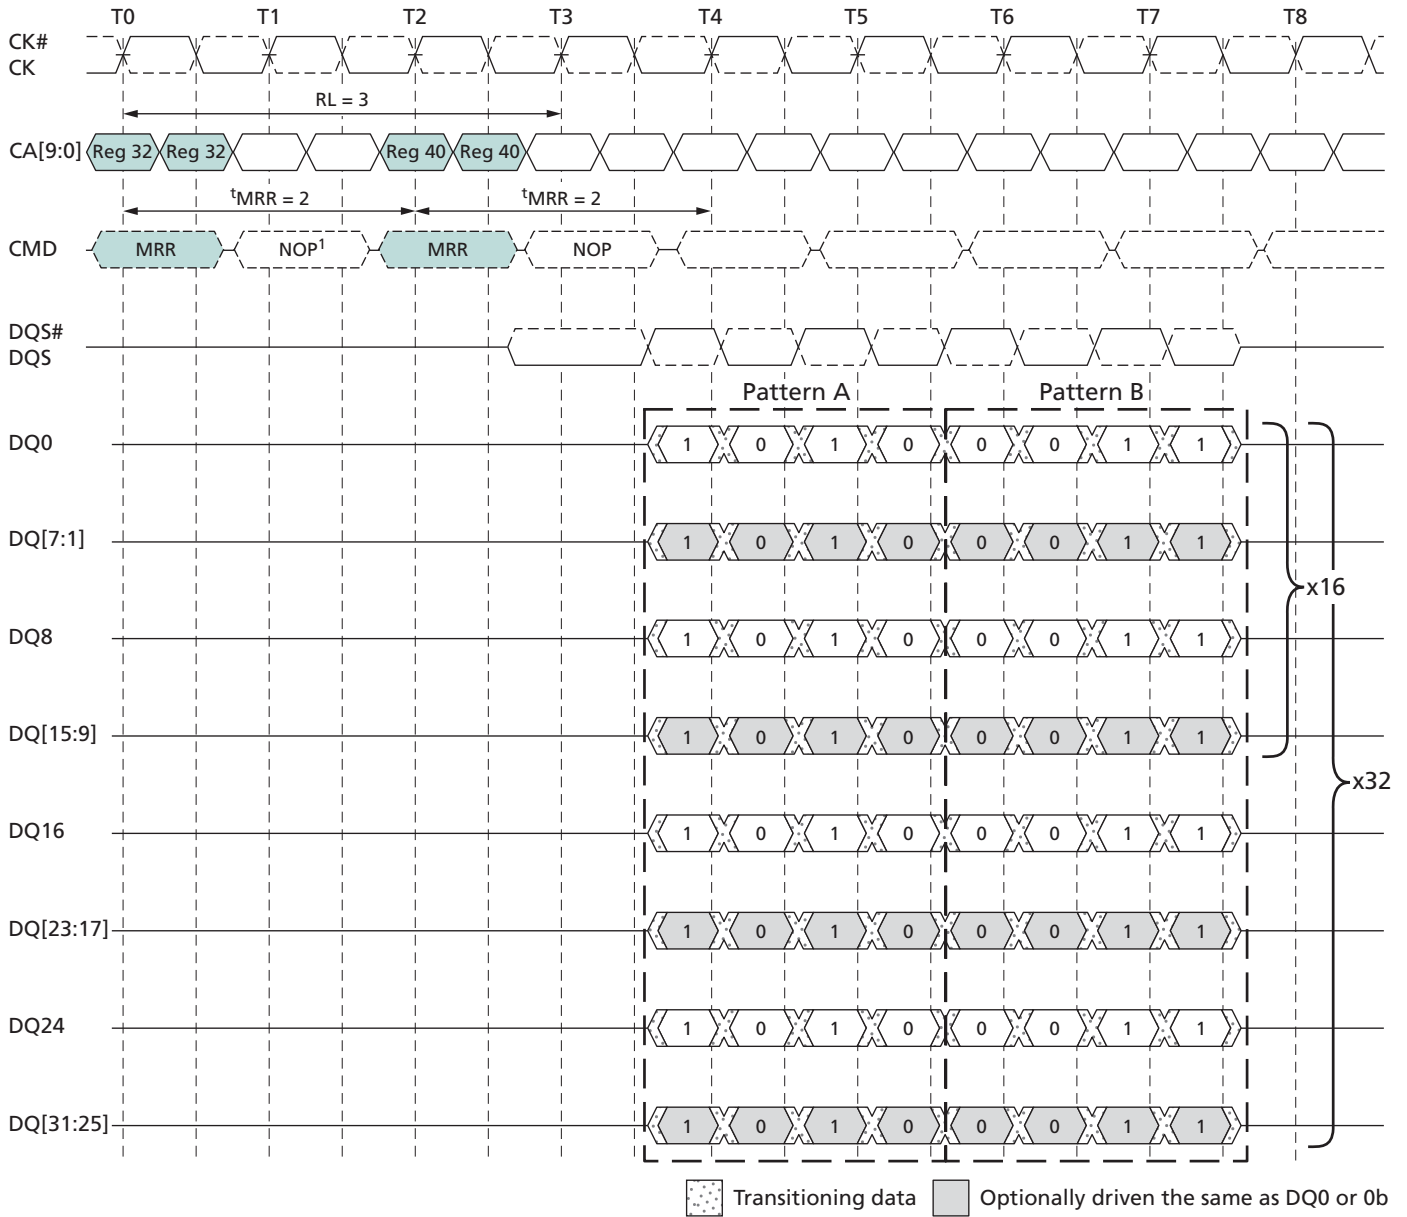 T0 T1 T2 T3 T4 T5 T6 T7 T8
CK#
CK
RL = 3
CA[9:0] Reg 32 Reg 32 Reg 40 Reg 40
tMRR = 2 tMRR = 2
CMD MRR NOP1 MRR NOP
DQS#
DQS
Pattern A Pattern B
DQ0 1 0 1 0 0 0 1 1
DQ[7:1] 1 0 1 0 0 0 1 1
x16
DQ8 1 0 1 0 0 0 1 1
DQ[15:9] 1 0 1 0 0 0 1 1
x32
DQ16 1 0 1 0 0 0 1 1
DQ[23:17] 1 0 1 0 0 0 1 1
DQ24 1 0 1 0 0 0 1 1
DQ[31:25] 1 0 1 0 0 0 1 1
Transitioning data Optionally driven the same as DQ0 or 0b